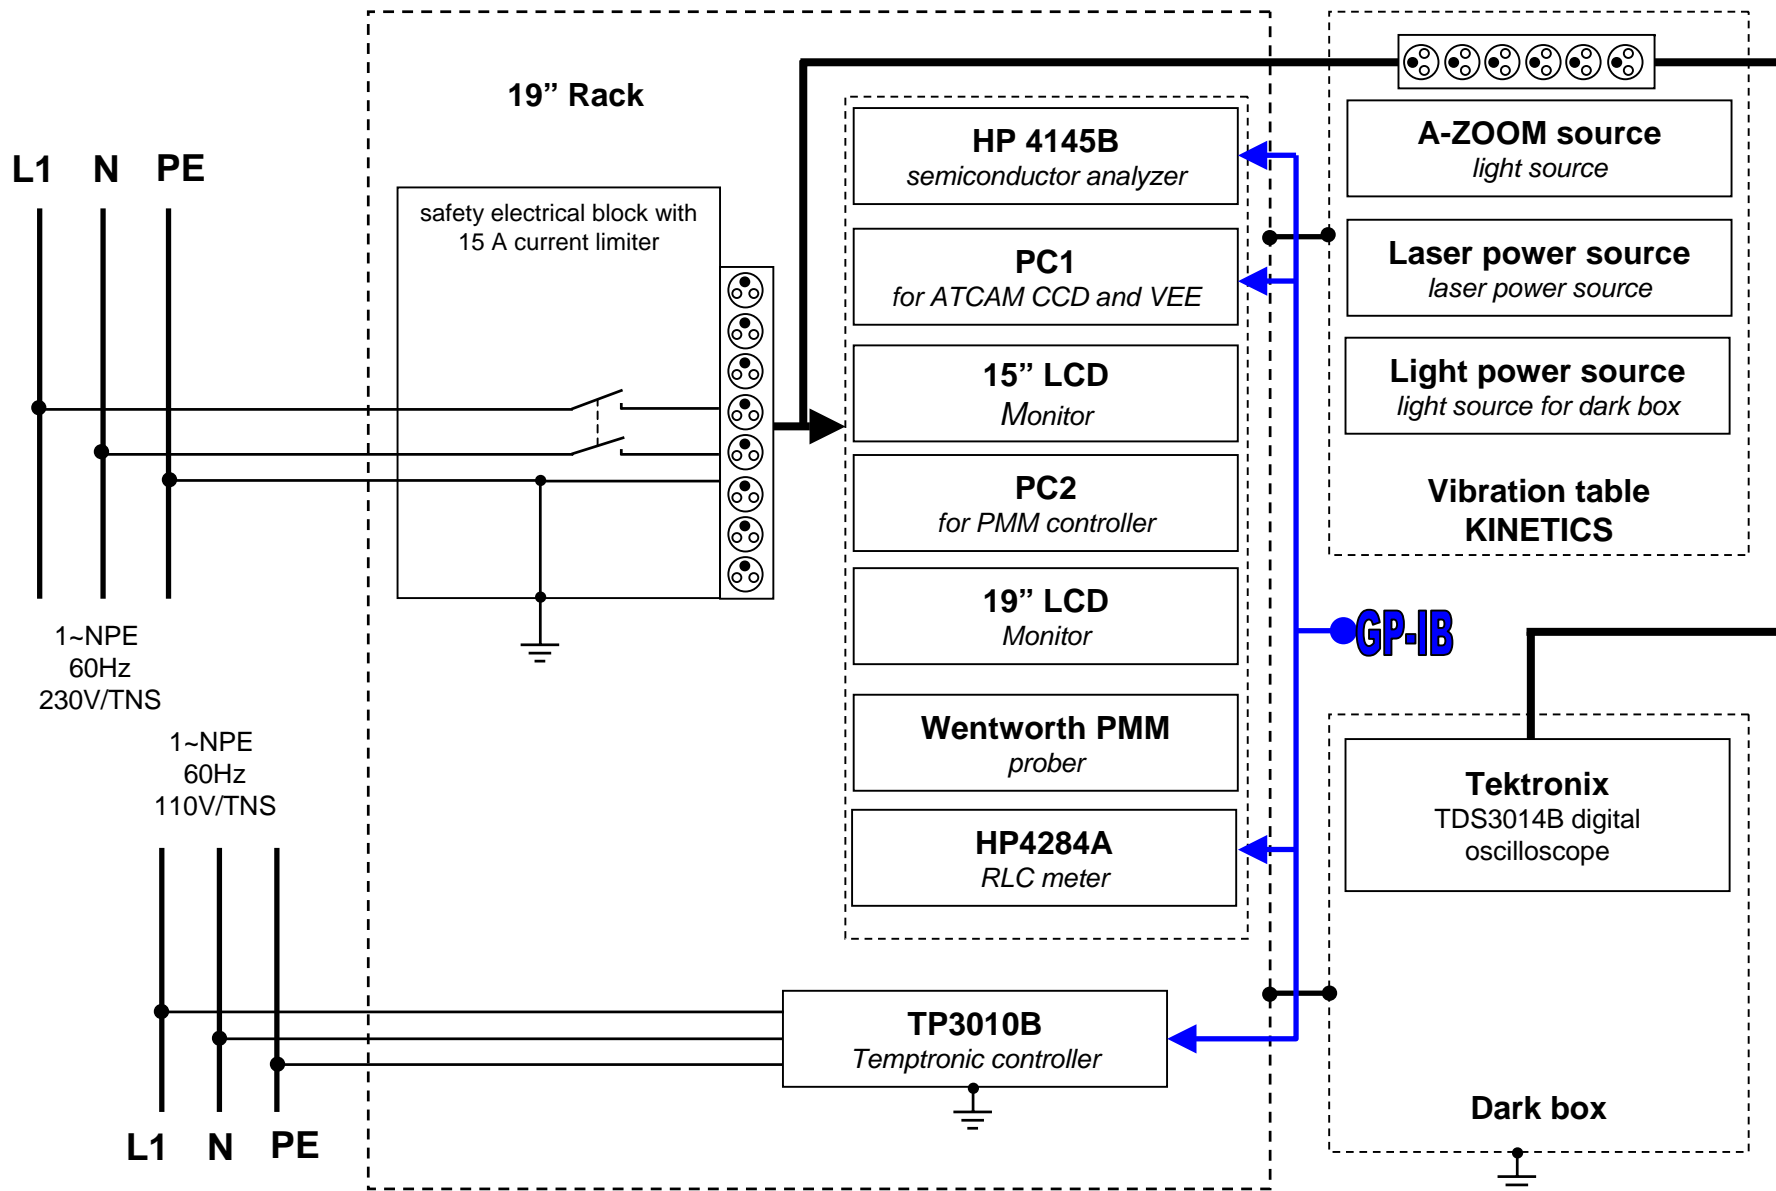 19” Rack
L1 N PE
safety electrical block with
15 A current limiter
1~NPE
60Hz
230V/TNS
1~NPE
60Hz
110V/TNS
L1 N PE
HP 4145B
semiconductor analyzer
PC1
for ATCAM CCD and VEE
15” LCD
Monitor
PC2
for PMM controller
19” LCD
Monitor
Wentworth PMM
prober
HP4284A
RLC meter
TP3010B
Temptronic controller
A-ZOOM source
light source
Laser power source
laser power source
Light power source
light source for dark box
Vibration table
KINETICS
GP-IB
Tektronix
TDS3014B digital
oscilloscope
Dark box